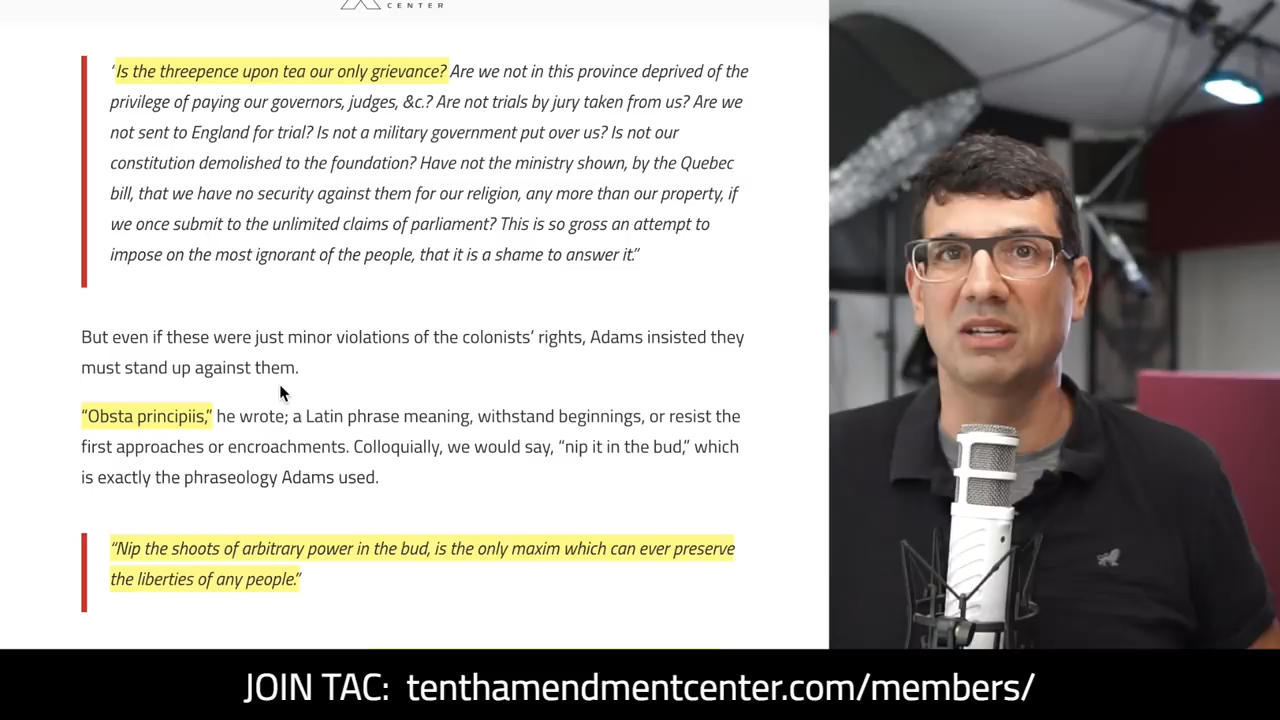 CENTER
‘Is the threepence upon tea our only grievance? Are we not in this province deprived of the
privilege of paying our governors, judges, &c.? Are not trials by jury taken from us? Are we
not sent to England for trial? Is not a military government put over us? Is not our
constitution demolished to the foundation? Have not the ministry shown, by the Quebec
bill, that we have no security against them for our religion, any more than our property, if
we once submit to the unlimited claims of parliament? This is so gross an attempt to
impose on the most ignorant of the people, that it is a shame to answer it.”
But even if these were just minor violations of the colonists’ rights, Adams insisted they
must stand up against them.
“Obsta principiis,” he wrote; a Latin phrase meaning, withstand beginnings, or resist the
first approaches or encroachments. Colloquially, we would say, “nip it in the bud,” which
is exactly the phraseology Adams used.
“Nip the shoots of arbitrary power in the bud, is the only maxim which can ever preserve
the liberties of any people.”
JOIN TAC: tenthamendmentcenter.com/members/